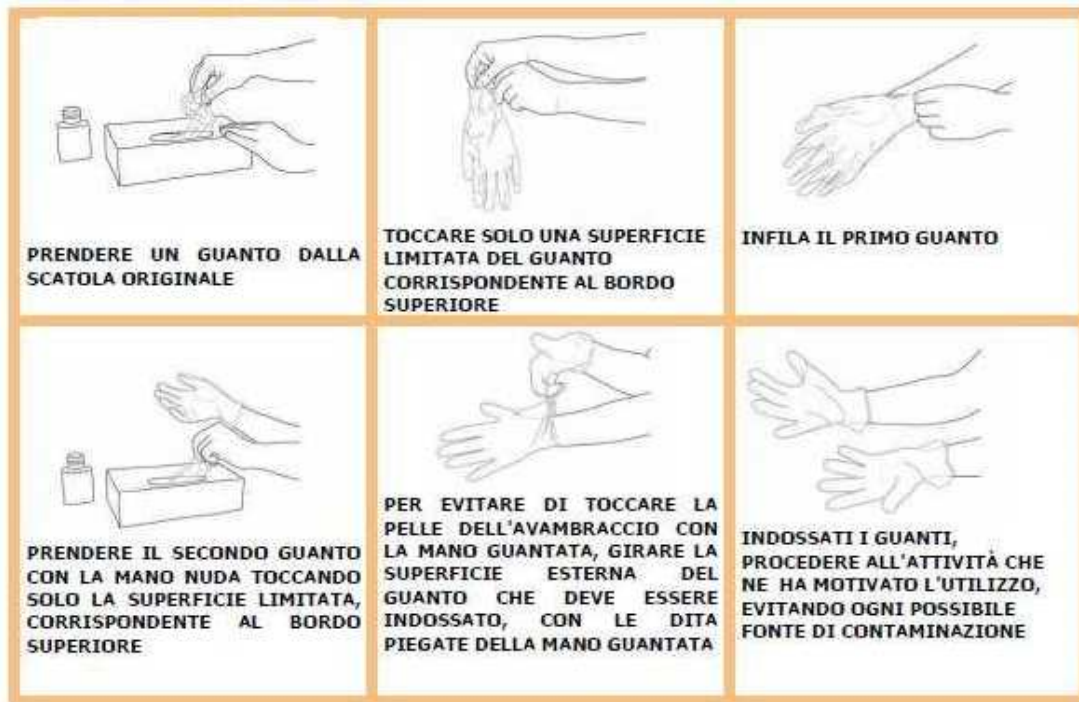 PRENDERE UN GUANTO DALLA
SCATOLA ORIGINALE
TOCCARE SOLO UNA SUPERFICIE
LIMITATA DEL GUANTO
CORRISPONDENTE AL BORDO
SUPERIORE
INFILA IL PRIMO GUANTO
PRENDERE IL SECONDO GUANTO
CON LA MANO NUDA TOCCANDO
SOLO LA SUPERFICIE LIMITATA,
CORRISPONDENTE AL BORDO
SUPERIORE
PER EVITARE DI TOCCARE LA
PELLE DELL'AVAMBRACCIO CON
LA MANO GUANTATA, GIRARE LA
SUPERFICIE ESTERNA DEL
GUANTO CHE DEVE ESSERE
INDOSSATO, CON LE DITA
PIEGATE DELLA MANO GUANTATA
INDOSSATI I GUANTI,
PROCEDERE ALL'ATTIVITÀ CHE
NE HA MOTIVATO L'UTILIZZO,
EVITANDO OGNI POSSIBILE
FONTE DI CONTAMINAZIONE